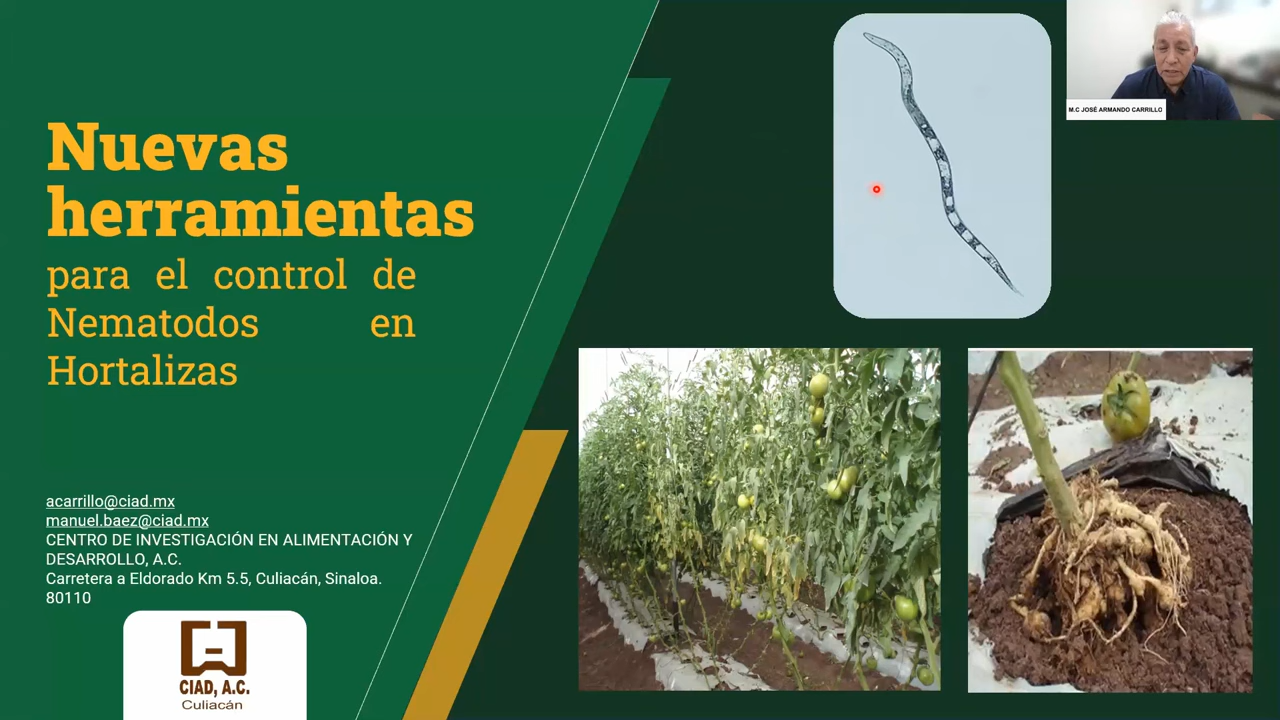 Nuevas
herramientas
para el control de
Nematodos en
Hortalizas
acarrillo@ciad.mx
manuel.baez@ciad.mx
CENTRO DE INVESTIGACIÓN EN ALIMENTACIÓN Y
DESARROLLO, A.C.
Carretera a Eldorado Km 5.5, Culiacán, Sinaloa.
80110
CIAD, A.C.
Culiacán
M.C JOSÉ ARMANDO CARRILLO